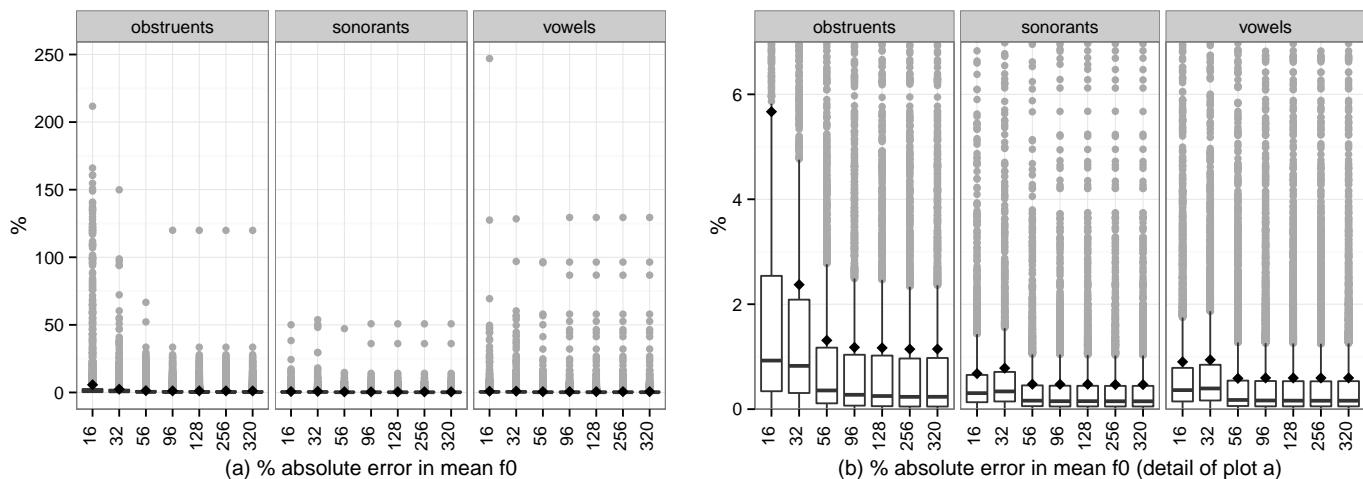 obstruents sonorants vowels
250
200
150
100
50
0
%
16 32 56 96 128 256 320 16 32 56 96 128 256 320 16 32 56 96 128 256 320
(a) % absolute error in mean f0
obstruents sonorants vowels
6
4
2
0
%
16 32 56 96 128 256 320 16 32 56 96 128 256 320 16 32 56 96 128 256 320
(b) % absolute error in mean f0 (detail of plot a)